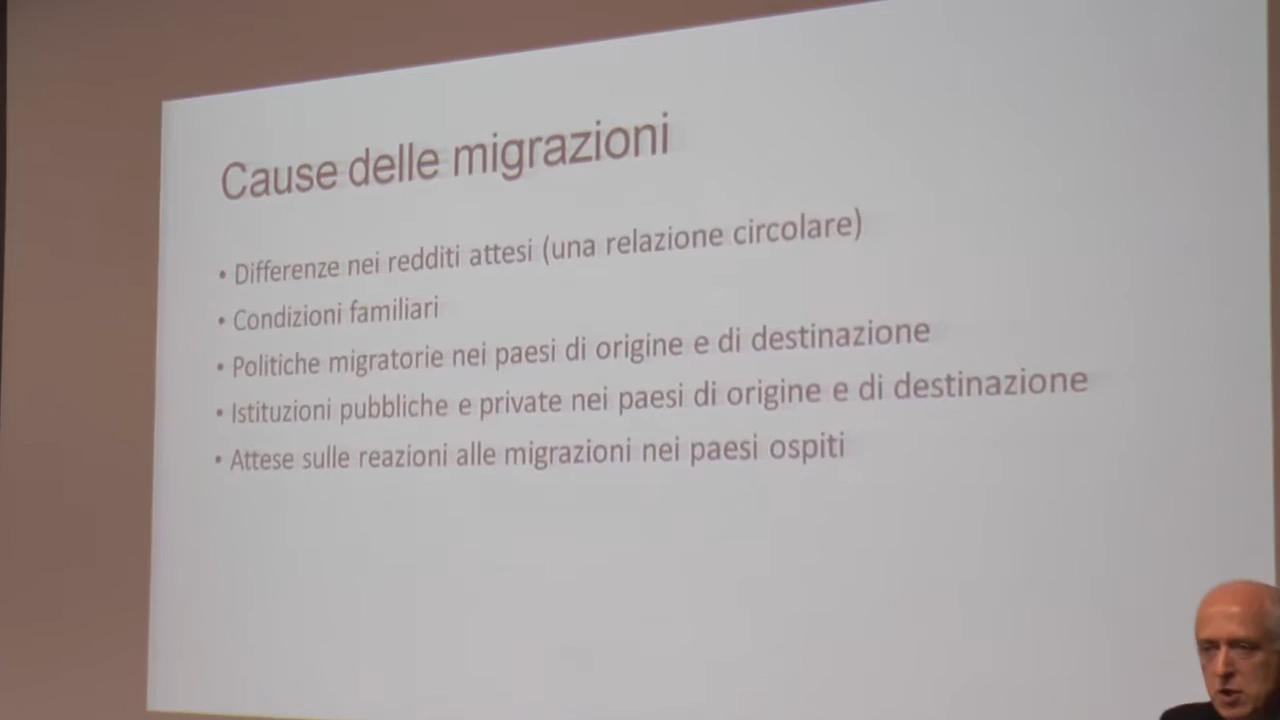 Cause delle migrazioni
• Differenze nei redditi attesi (una relazione circolare)
• Condizioni familiari
• Politiche migratorie nei paesi di origine e di destinazione
• Istituzioni pubbliche e private nei paesi di origine e di destinazione
• Attese sulle reazioni alle migrazioni nei paesi ospiti